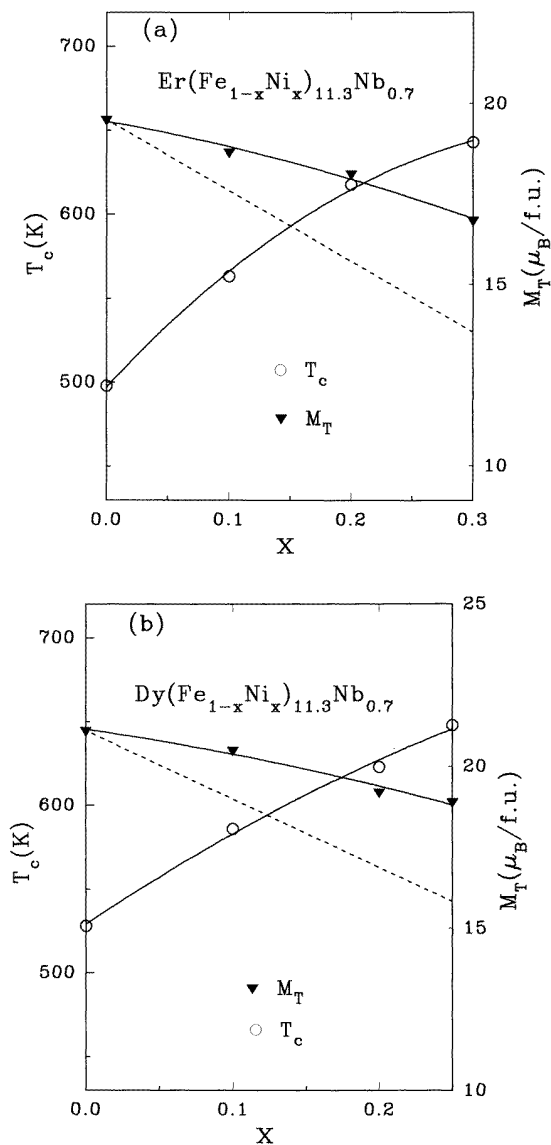 (a)
Er(Fe1-xNix)11.3Nb0.7
700
600
500
Tc(K)
20
15
10
MT(μB/f.u.)
Tc
MT
0.0 0.1 0.2 0.3
X
(b)
Dy(Fe1-xNix)11.3Nb0.7
700
600
500
Tc(K)
25
20
15
10
MT(μB/f.u.)
MT
Tc
0.0 0.1 0.2
X